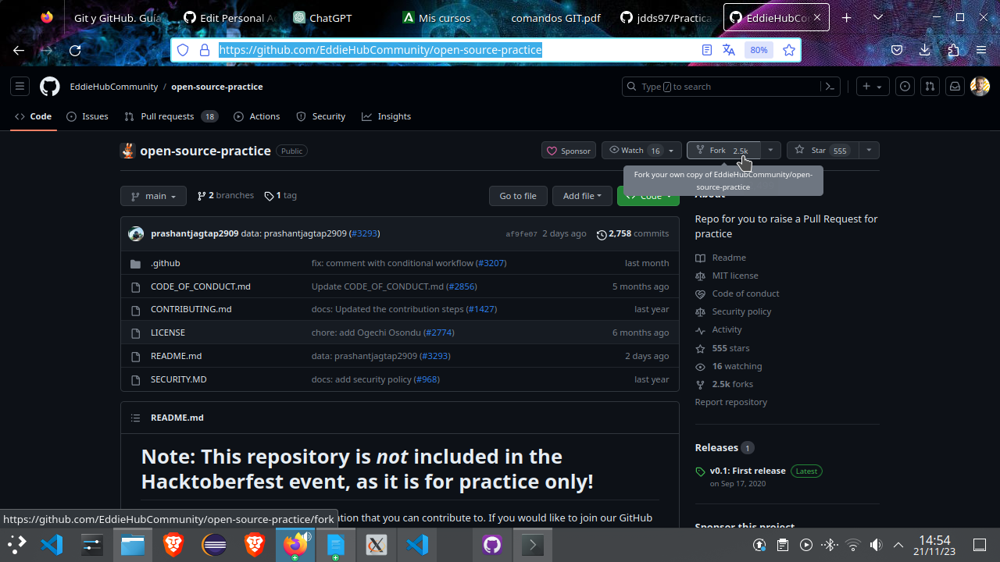 Git y GitHub. Guía
Edit Personal A
ChatGPT
Mis cursos
comandos GIT.pdf
jdds97/Practica
EddieHubCo
https://github.com/EddieHubCommunity/open-source-practice
80%
EddieHubCommunity / open-source-practice
Type / to search
Code
Issues
Pull requests 18
Actions
Security
Insights
open-source-practice Public
Sponsor
Watch 16
Fork 2.5k
Star 555
Fork your own copy of EddieHubCommunity/open-
source-practice
main
2 branches
1 tag
Go to file
Add file
Code
prashantjagtap2909 data: prashantjagtap2909 (#3293)
af9fe07 2 days ago
2,758 commits
.github fix: comment with conditional workflow (#3207) last month
CODE_OF_CONDUCT.md Update CODE_OF_CONDUCT.md (#2856) 5 months ago
CONTRIBUTING.md docs: Updated the contribution steps (#1427) last year
LICENSE chore: add Ogechi Osondu (#2774) 6 months ago
README.md data: prashantjagtap2909 (#3293) 2 days ago
SECURITY.MD docs: add security policy (#968) last year
README.md
Note: This repository is not included in the
Hacktoberfest event, as it is for practice only!
that you can contribute to. If you would like to join our GitHub
About
Repo for you to raise a Pull Request for
practice
Readme
MIT license
Code of conduct
Security policy
Activity
555 stars
16 watching
2.5k forks
Report repository
Releases 1
v0.1: First release Latest
on Sep 17, 2020
Sponsor this project
https://github.com/EddieHubCommunity/open-source-practice/fork
14:54
21/11/23